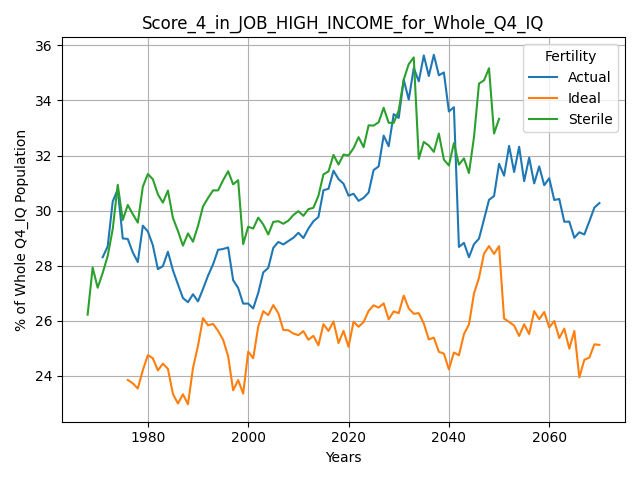 Score_4_in_JOB_HIGH_INCOME_for_Whole_Q4_IQ
% of Whole Q4_IQ Population
36
34
32
30
28
26
24
Fertility
Actual
Ideal
Sterile
1980 2000 2020 2040 2060
Years